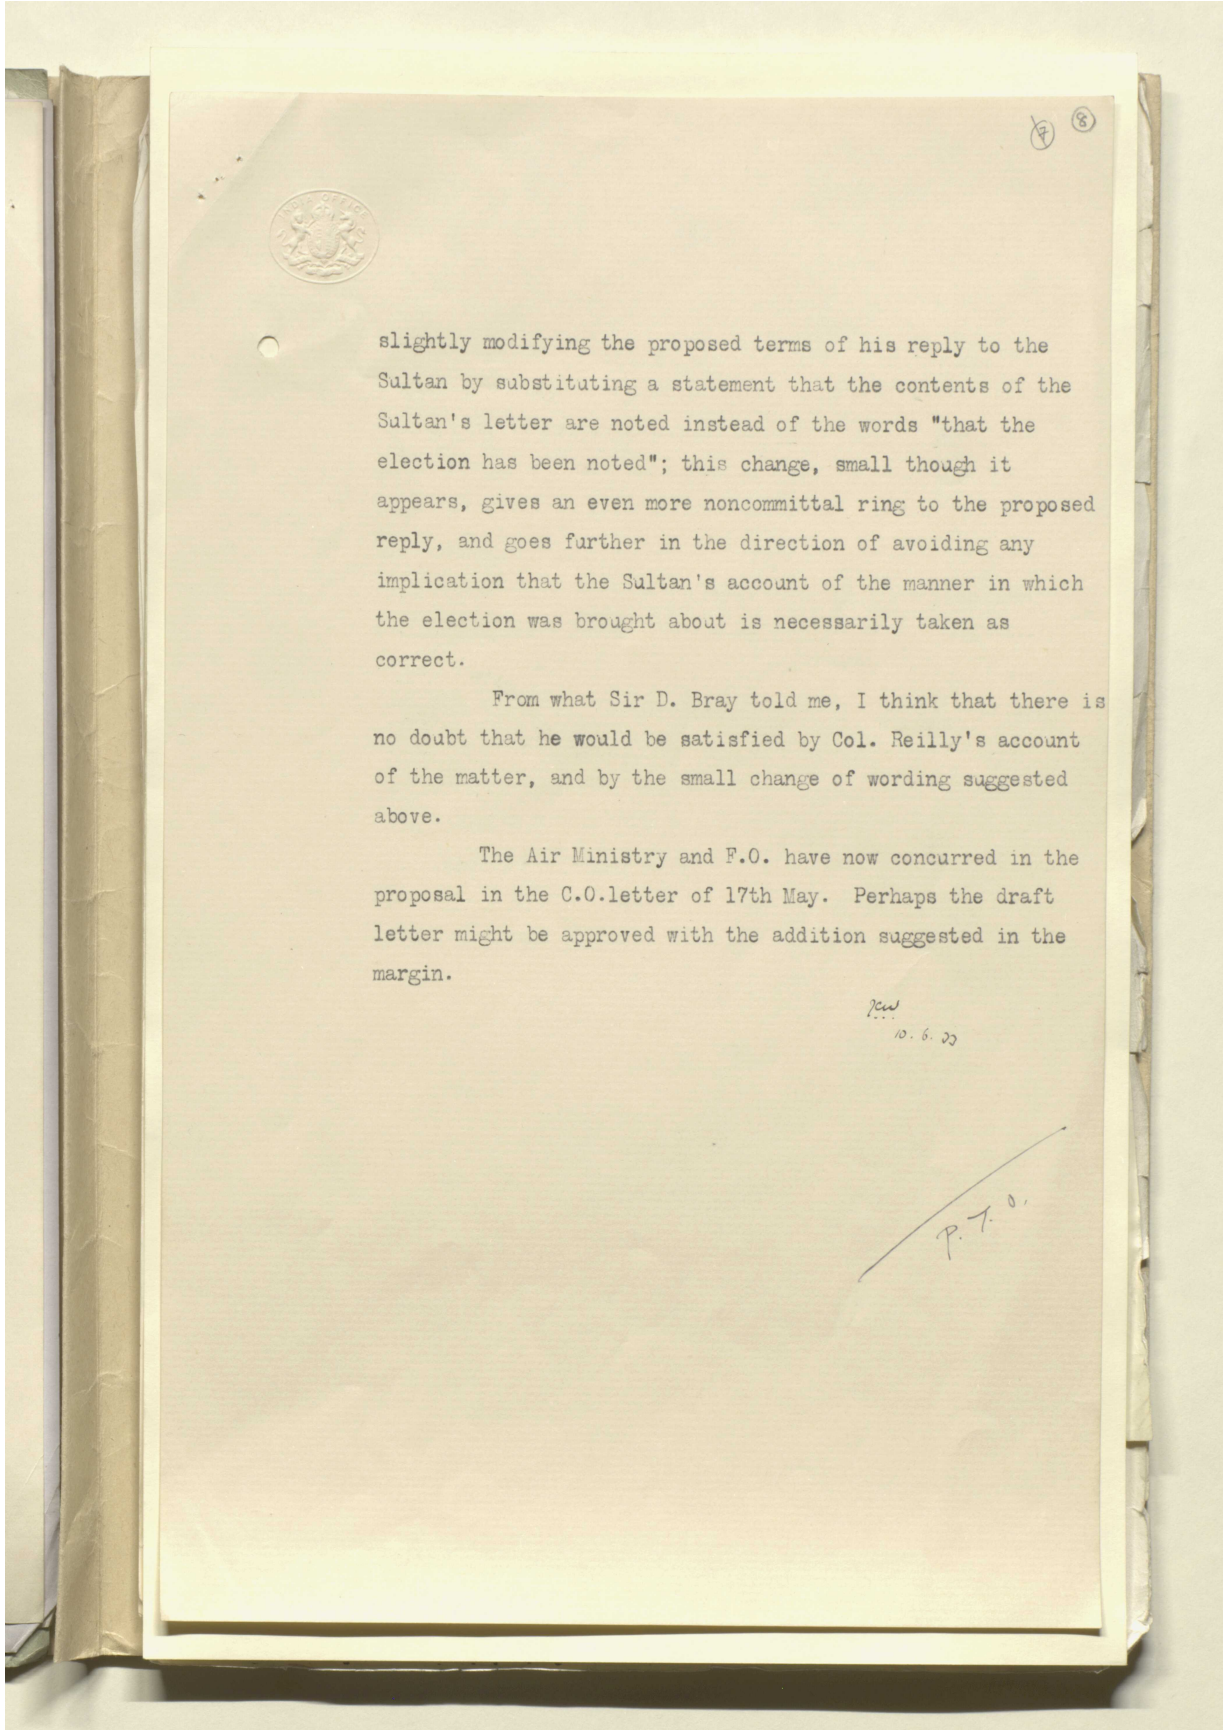 7 8
INDIA OFFICE
slightly modifying the proposed terms of his reply to the
Sultan by substituting a statement that the contents of the
Sultan's letter are noted instead of the words "that the
election has been noted"; this change, small though it
appears, gives an even more noncommittal ring to the proposed
reply, and goes further in the direction of avoiding any
implication that the Sultan's account of the manner in which
the election was brought about is necessarily taken as
correct.
From what Sir D. Bray told me, I think that there is
no doubt that he would be satisfied by Col. Reilly's account
of the matter, and by the small change of wording suggested
above.
The Air Ministry and F.O. have now concurred in the
proposal in the C.O.letter of 17th May. Perhaps the draft
letter might be approved with the addition suggested in the
margin.
10. 6. 33
P. T. O.